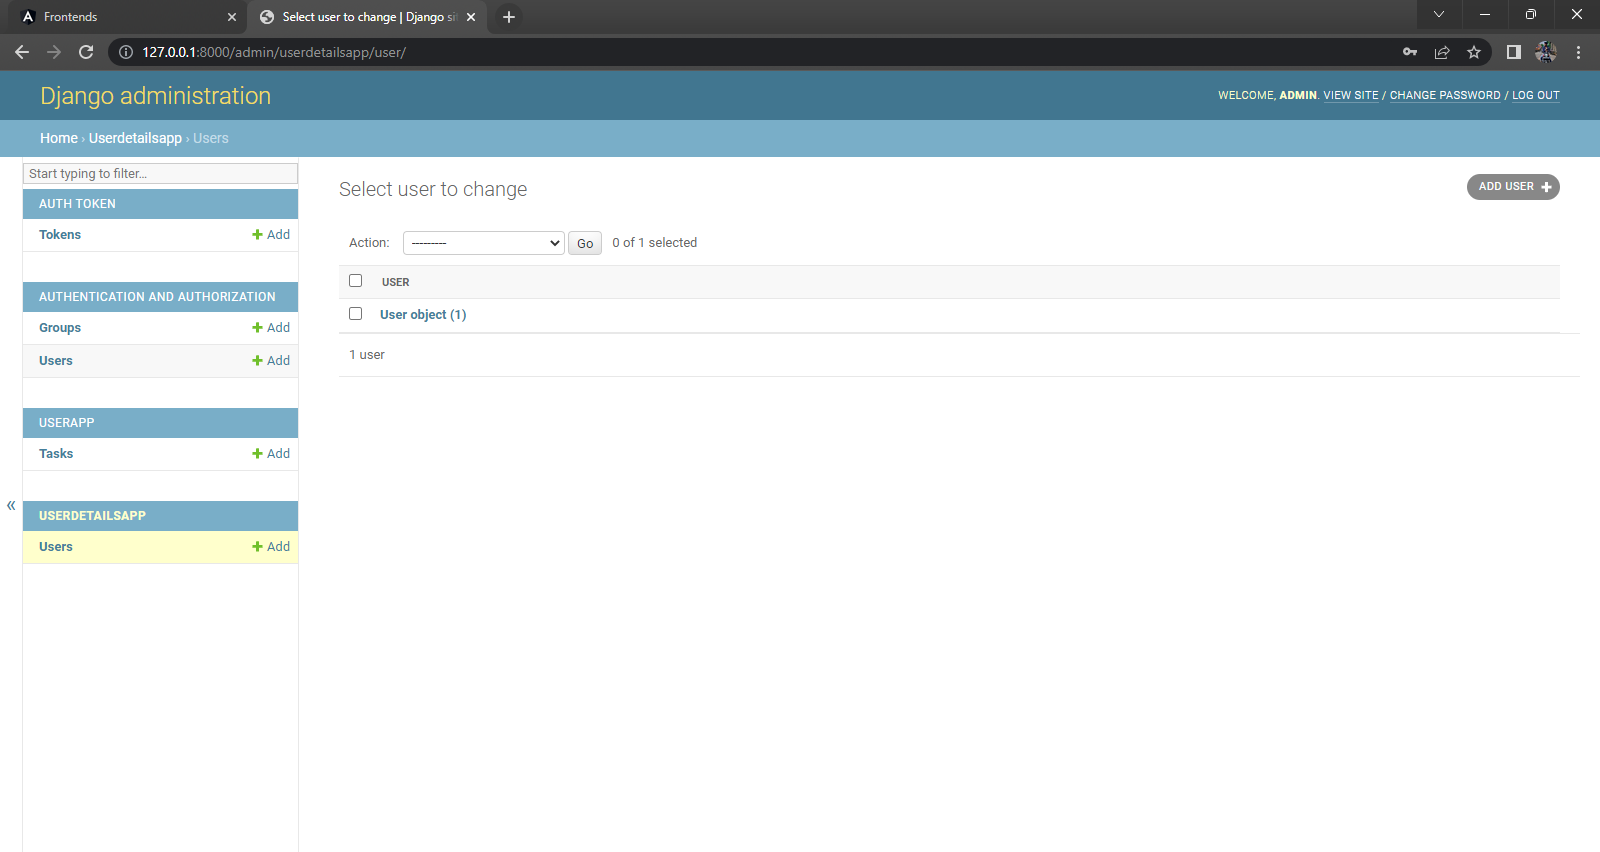 Frontends
Select user to change | Django si
127.0.0.1:8000/admin/userdetailsapp/user/
Django administration
WELCOME, ADMIN. VIEW SITE / CHANGE PASSWORD / LOG OUT
Home › Userdetailsapp › Users
Start typing to filter...
AUTH TOKEN
Tokens
+ Add
AUTHENTICATION AND AUTHORIZATION
Groups
+ Add
Users
+ Add
USERAPP
Tasks
+ Add
«
USERDETAILSAPP
Users
+ Add
Select user to change
ADD USER +
Action:
---------
Go
0 of 1 selected
USER
User object (1)
1 user